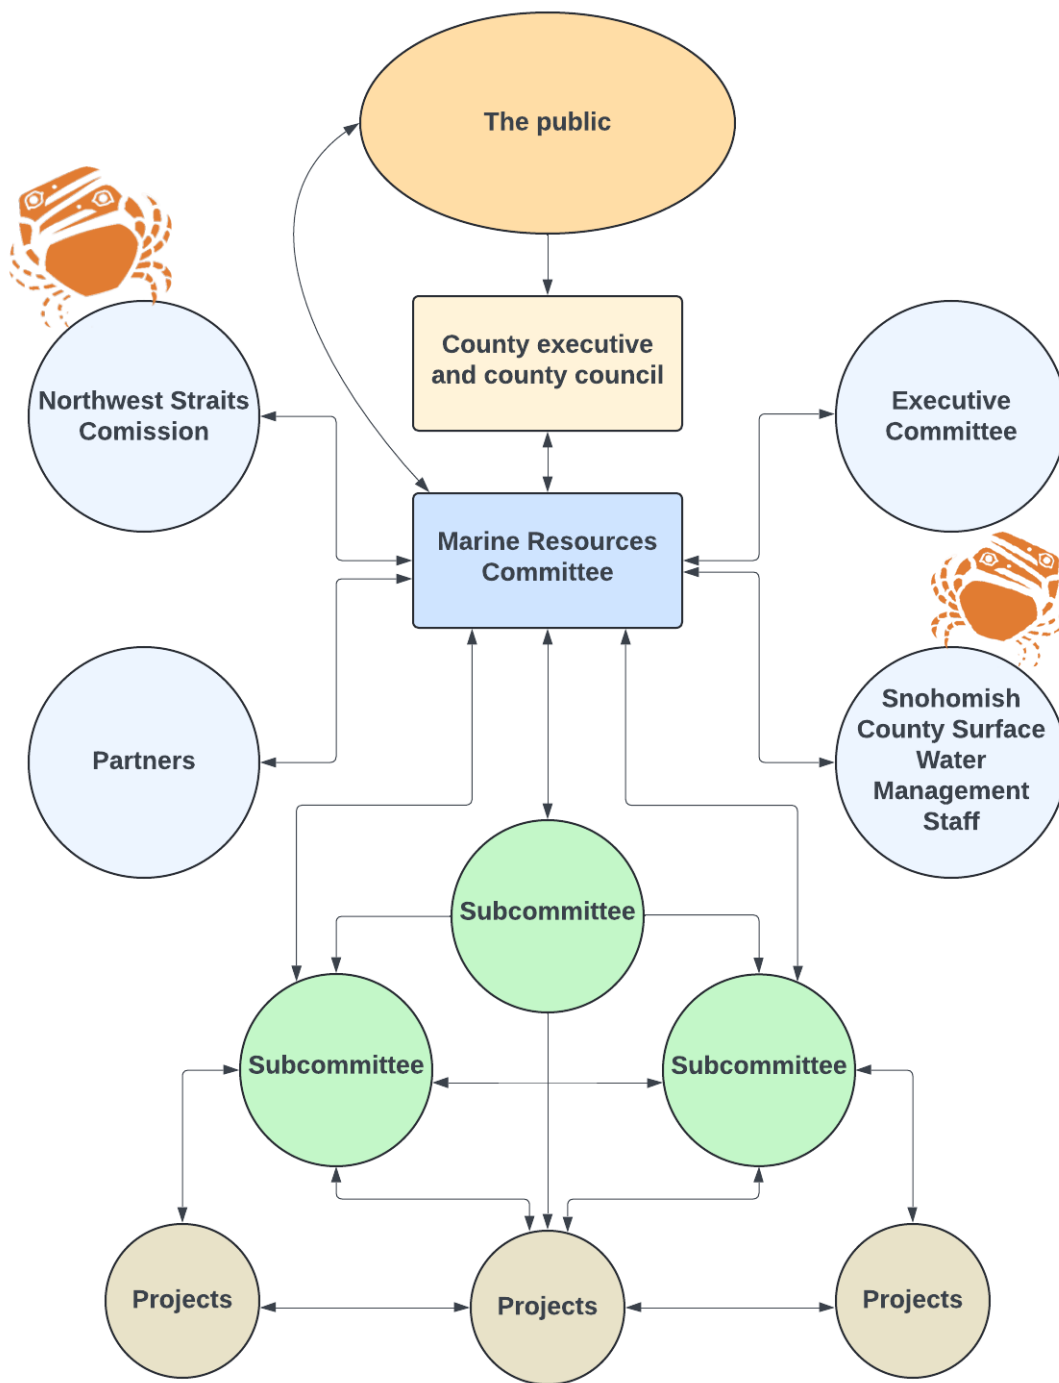 The public
County executive
and county council
Northwest Straits
Comission
Executive
Committee
Marine Resources
Committee
Partners
Snohomish
County Surface
Water
Management
Staff
Subcommittee
Subcommittee
Subcommittee
Projects
Projects
Projects